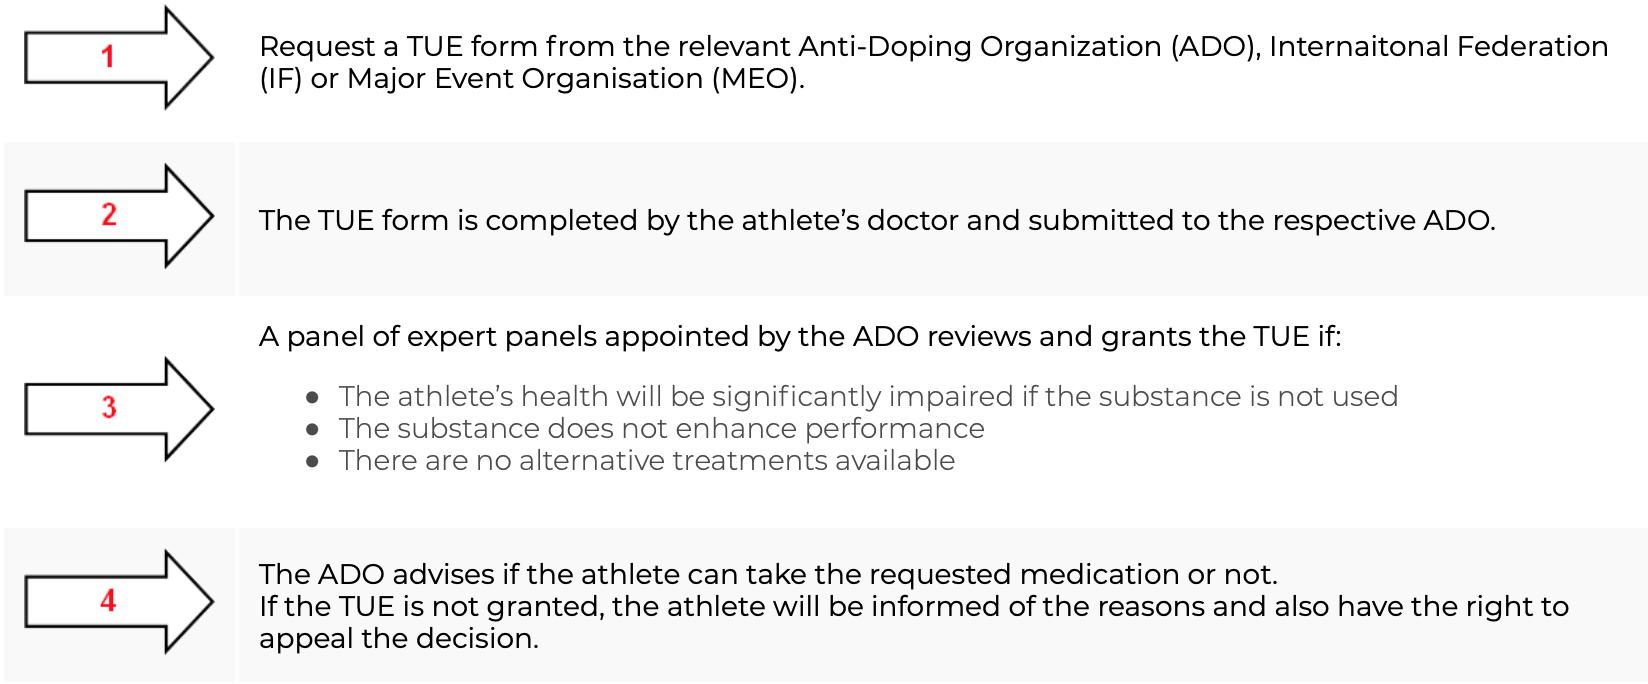 1
Request a TUE form from the relevant Anti-Doping Organization (ADO), Internaitonal Federation
(IF) or Major Event Organisation (MEO).
2
The TUE form is completed by the athlete’s doctor and submitted to the respective ADO.
3
A panel of expert panels appointed by the ADO reviews and grants the TUE if:
● The athlete’s health will be significantly impaired if the substance is not used
● The substance does not enhance performance
● There are no alternative treatments available
4
The ADO advises if the athlete can take the requested medication or not.
If the TUE is not granted, the athlete will be informed of the reasons and also have the right to
appeal the decision.